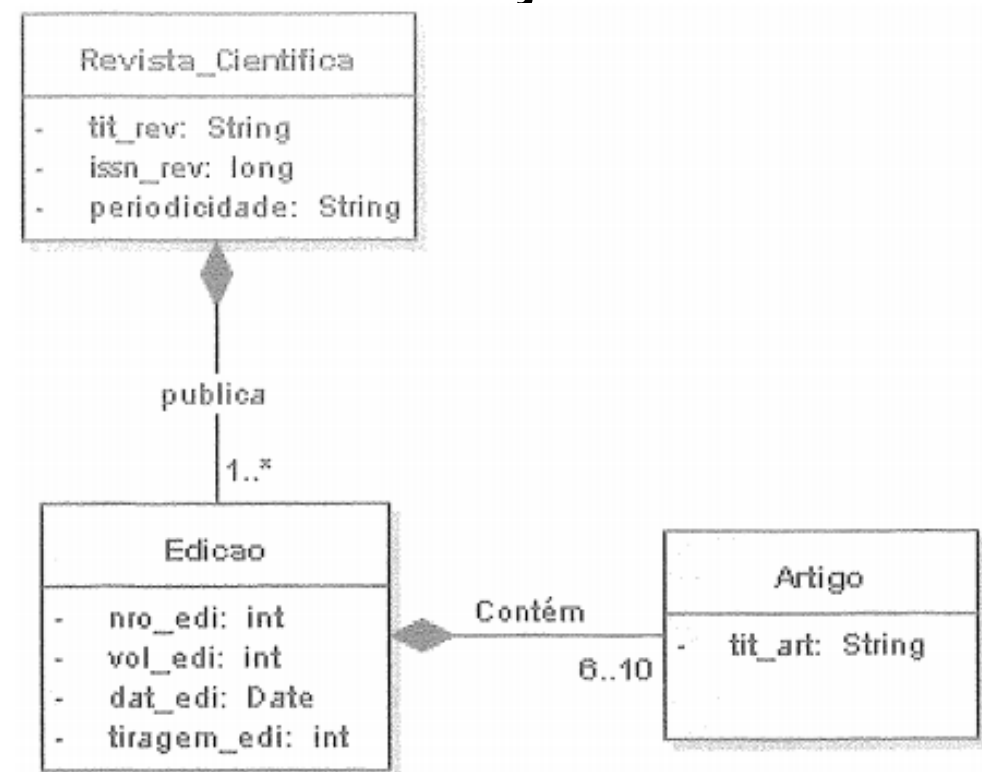 Revista_Cientifica
- tit_rev: String
- issn_rev: long
- periodicidade: String
publica
1..*
Edicao
- nro_edi: int
- vol_edi: int
- dat_edi: Date
- tiragem_edi: int
Contém
6..10
Artigo
- tit_art: String